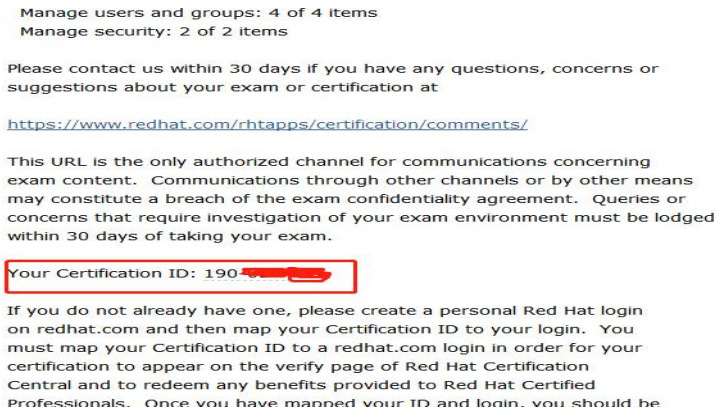 Manage users and groups: 4 of 4 items
Manage security: 2 of 2 items
Please contact us within 30 days if you have any questions, concerns or
suggestions about your exam or certification at
https://www.redhat.com/rhtapps/certification/comments/
This URL is the only authorized channel for communications concerning
exam content.  Communications through other channels or by other means
may constitute a breach of the exam confidentiality agreement.  Queries or
concerns that require investigation of your exam environment must be lodged
within 30 days of taking your exam.
Your Certification ID: 190-
If you do not already have one, please create a personal Red Hat login
on redhat.com and then map your Certification ID to your login.  You
must map your Certification ID to a redhat.com login in order for your
certification to appear on the verify page of Red Hat Certification
Central and to redeem any benefits provided to Red Hat Certified
Professionals.  Once you have mapped your ID and login, you should be